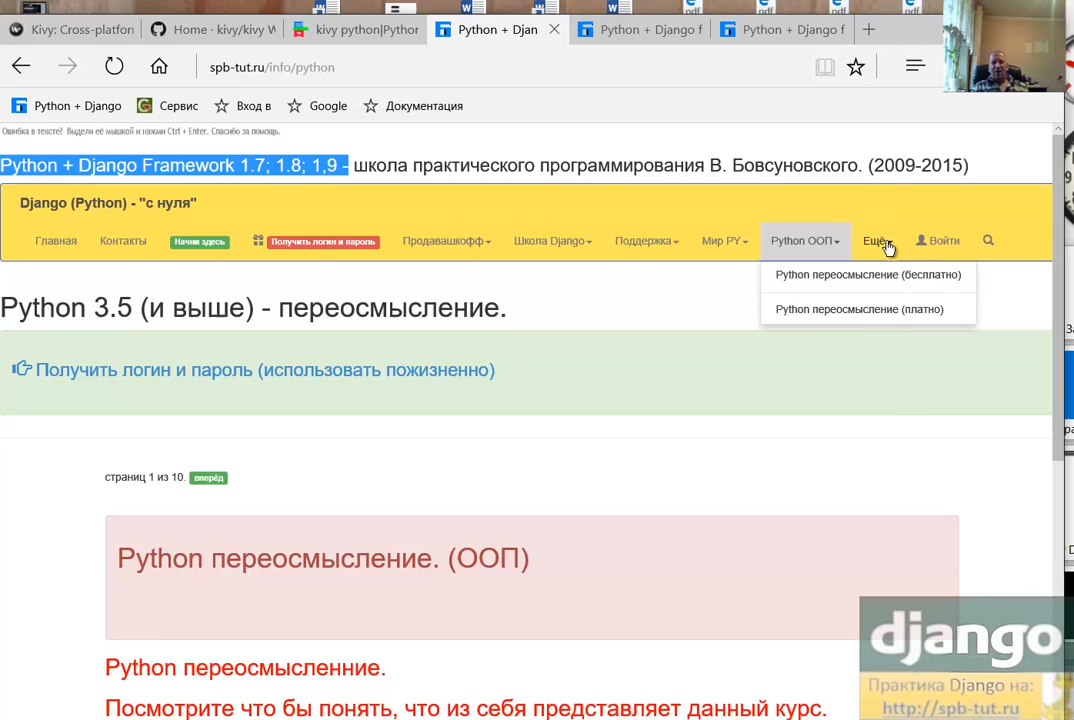 Kivy: Cross-platforn
Home · kivy/kivy W
kivy python|Python
Python + Djan
Python + Django f
Python + Django f
spb-tut.ru/info/python
Python + Django
Сервис
Вход в
Google
Документация
Ошибка в тексте? Выдели её мышкой и нажми Ctrl + Enter. Спасибо за помощь.
Python + Django Framework 1.7; 1.8; 1,9 - школа практического программирования В. Бовсуновского. (2009-2015)
Django (Python) - "с нуля"
Главная
Контакты
Начни здесь
Получить логин и пароль
Продавашкофф
Школа Django
Поддержка
Мир PY
Python ООП
Ещё
Войти
Python переосмысление (бесплатно)
Python переосмысление (платно)
Python 3.5 (и выше) - переосмысление.
Получить логин и пароль (использовать пожизненно)
страниц 1 из 10. вперёд
Python переосмысление. (ООП)
Python переосмысленние.
Посмотрите что бы понять, что из себя представляет данный курс.
django
Практика Django на:
http://spb-tut.ru